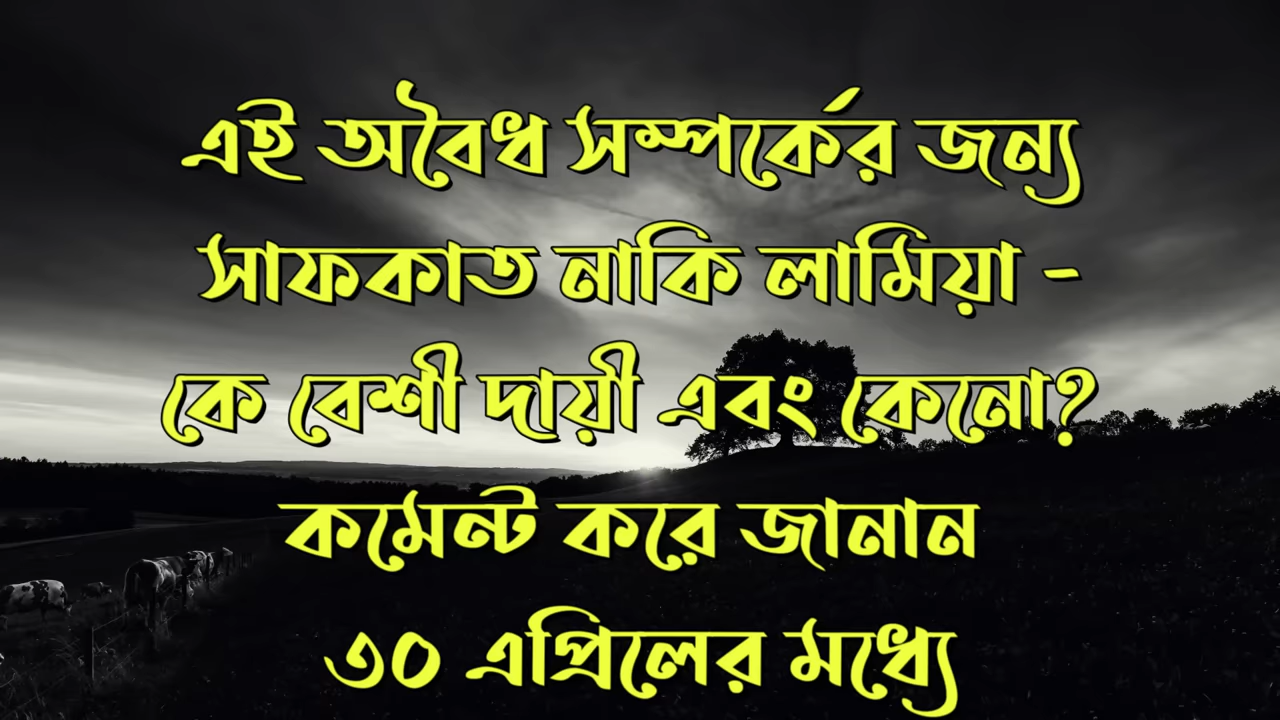 এই অবৈধ সম্পর্কের জন্য
সাফকাত নাকি লামিয়া -
কে বেশী দায়ী এবং কেনো?
কমেন্ট করে জানান
৩০ এপ্রিলের মধ্যে